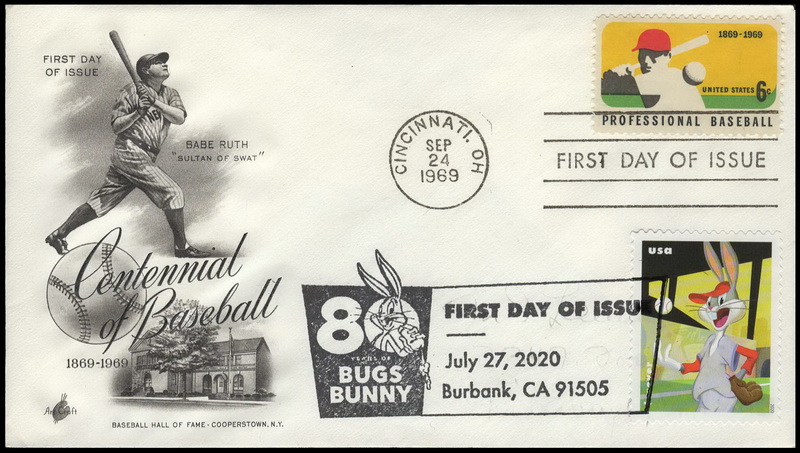 FIRST DAY
OF ISSUE
BABE RUTH
"SULTAN OF SWAT"
Centennial
of Baseball
1869-1969
Art Craft
BASEBALL HALL OF FAME · COOPERSTOWN, N.Y.
CINCINNATI, OH
SEP
24
1969
1869-1969
UNITED STATES 6c
PROFESSIONAL BASEBALL
FIRST DAY OF ISSUE
usa
80
YEARS OF
BUGS
BUNNY
FIRST DAY OF ISSUE
July 27, 2020
Burbank, CA 91505